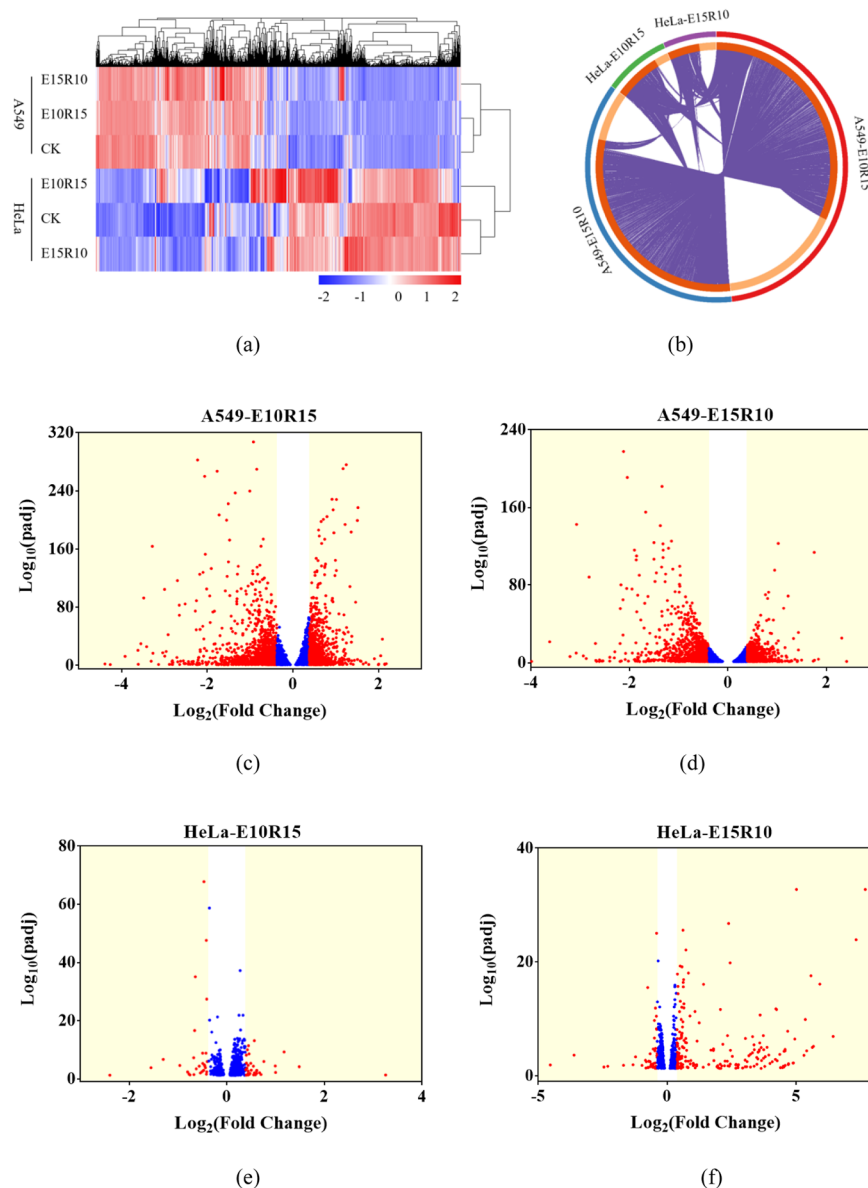 E15R10
E10R15
CK
A549
E10R15
CK
E15R10
HeLa
-2 -1 0 1 2
(a)
HeLa-E15R10
HeLa-E10R15
A549-E10R15
A549-E15R10
(b)
A549-E10R15
320
240
160
80
0
-4 -2 0 2
Log10(padj)
Log2(Fold Change)
(c)
A549-E15R10
240
160
80
0
-4 -2 0 2
Log10(padj)
Log2(Fold Change)
(d)
HeLa-E10R15
80
60
40
20
0
-2 0 2 4
Log10(padj)
Log2(Fold Change)
(e)
HeLa-E15R10
40
20
0
-5 0 5
Log10(padj)
Log2(Fold Change)
(f)